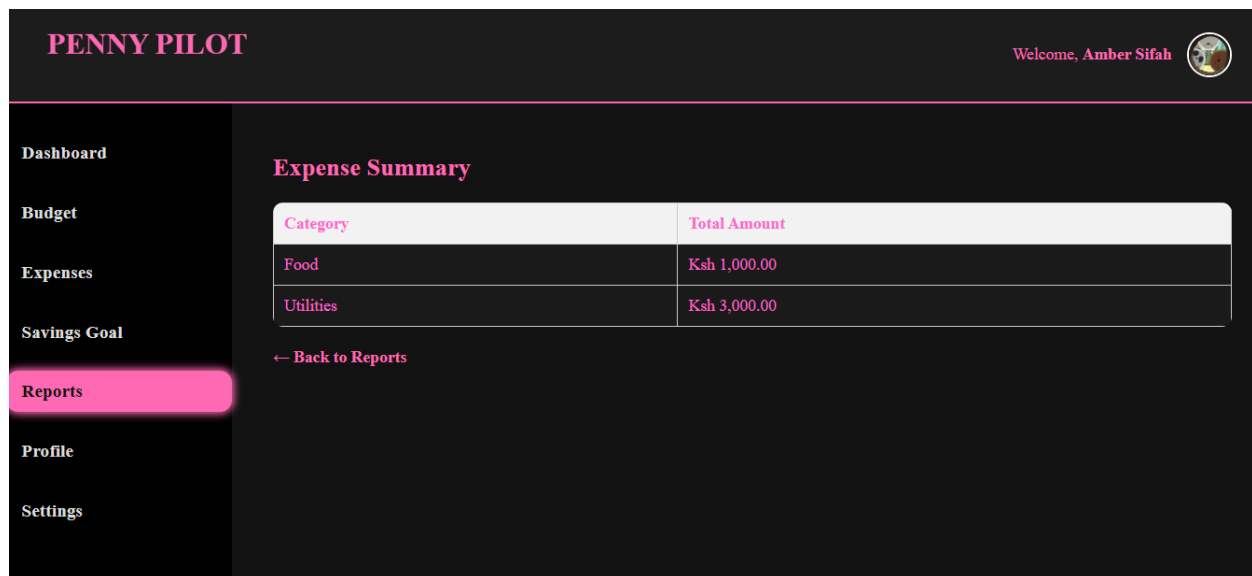 PENNY PILOT
Welcome, Amber Sifah
Dashboard
Budget
Expenses
Savings Goal
Reports
Profile
Settings
Expense Summary
Category Total Amount
Food Ksh 1,000.00
Utilities Ksh 3,000.00
← Back to Reports